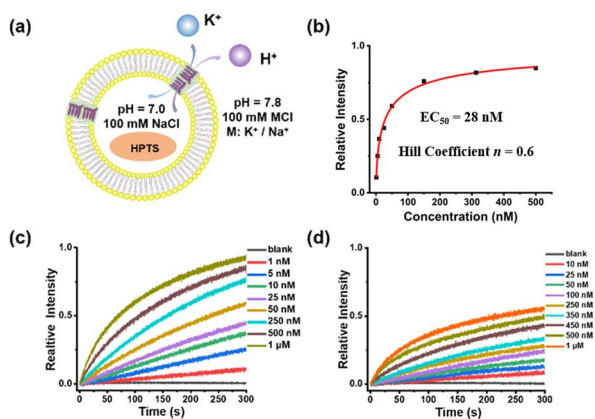 (a)
K⁺
H⁺
pH = 7.0
100 mM NaCl
HPTS
pH = 7.8
100 mM MCl
M: K⁺ / Na⁺
(b)
Relative Intensity
1.0
0.5
0.0
EC₅₀ = 28 nM
Hill Coefficient n = 0.6
0 100 200 300 400 500
Concentration (nM)
(c)
Realtive Intensity
1.0
0.5
0.0
blank
1 nM
5 nM
10 nM
25 nM
50 nM
250 nM
500 nM
1 μM
0 50 100 150 200 250 300
Time (s)
(d)
Relative Intensity
1.0
0.5
0.0
blank
10 nM
25 nM
50 nM
100 nM
250 nM
350 nM
450 nM
500 nM
1 μM
0 50 100 150 200 250 300
Time (s)